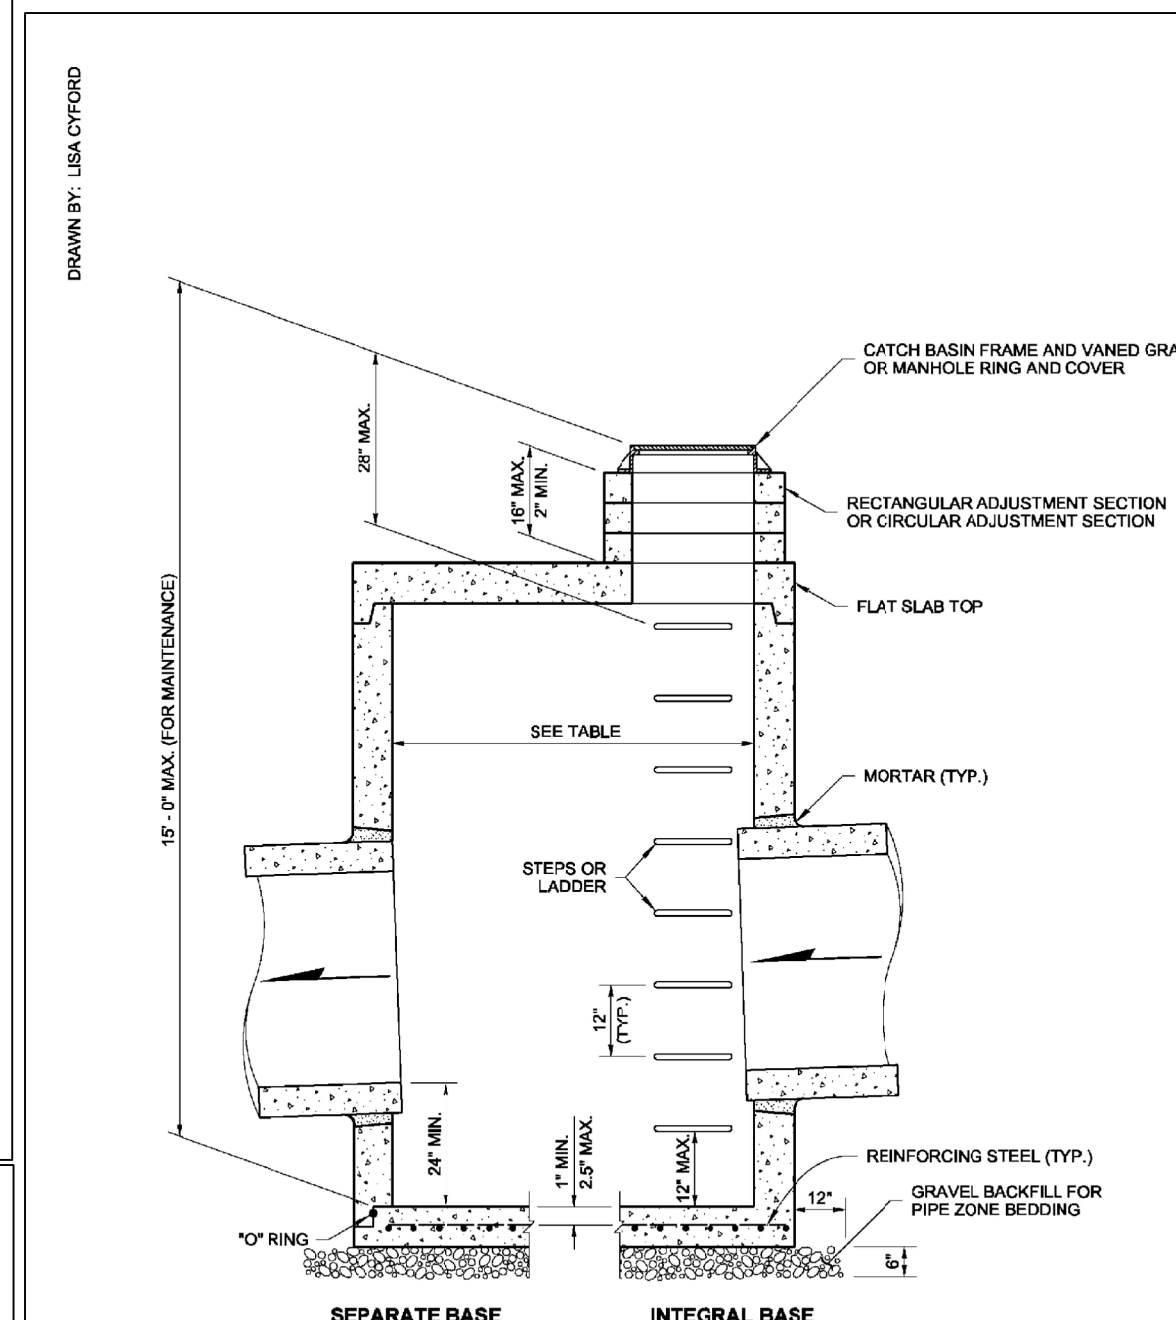 DRAWN BY: LISA CYFORD
CATCH BASIN FRAME AND VANED GRA
OR MANHOLE RING AND COVER
28" MAX.
16" MAX.
2" MIN.
RECTANGULAR ADJUSTMENT SECTION
OR CIRCULAR ADJUSTMENT SECTION
FLAT SLAB TOP
15' - 0" MAX. (FOR MAINTENANCE)
SEE TABLE
MORTAR (TYP.)
STEPS OR
LADDER
12"
(TYP.)
24" MIN.
1" MIN.
2.5" MAX.
12" MAX.
REINFORCING STEEL (TYP.)
12"
GRAVEL BACKFILL FOR
PIPE ZONE BEDDING
"O" RING
6"
SEPARATE BASE
INTEGRAL BASE